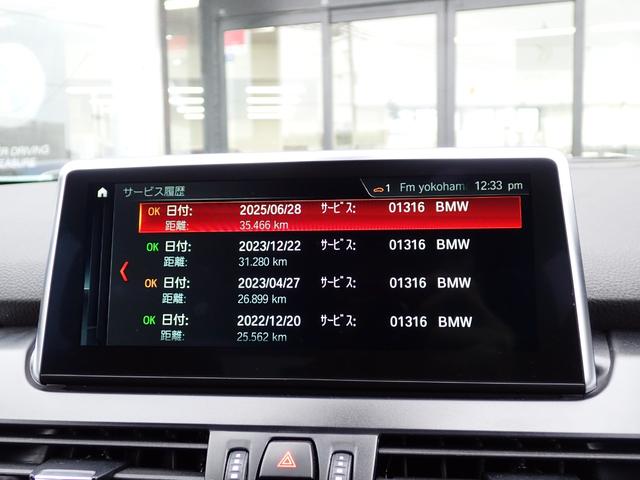 サービス履歴 1 Fm yokoham 12:33 pm
OK 日付: 2025/06/28 ｻｰﾋﾞｽ: 01316 BMW
距離: 35.466 km
OK 日付: 2023/12/22 ｻｰﾋﾞｽ: 01316 BMW
距離: 31.280 km
OK 日付: 2023/04/27 ｻｰﾋﾞｽ: 01316 BMW
距離: 26.899 km
OK 日付: 2022/12/20 ｻｰﾋﾞｽ: 01316 BMW
距離: 25.562 km
ER DRIVING
EASURE